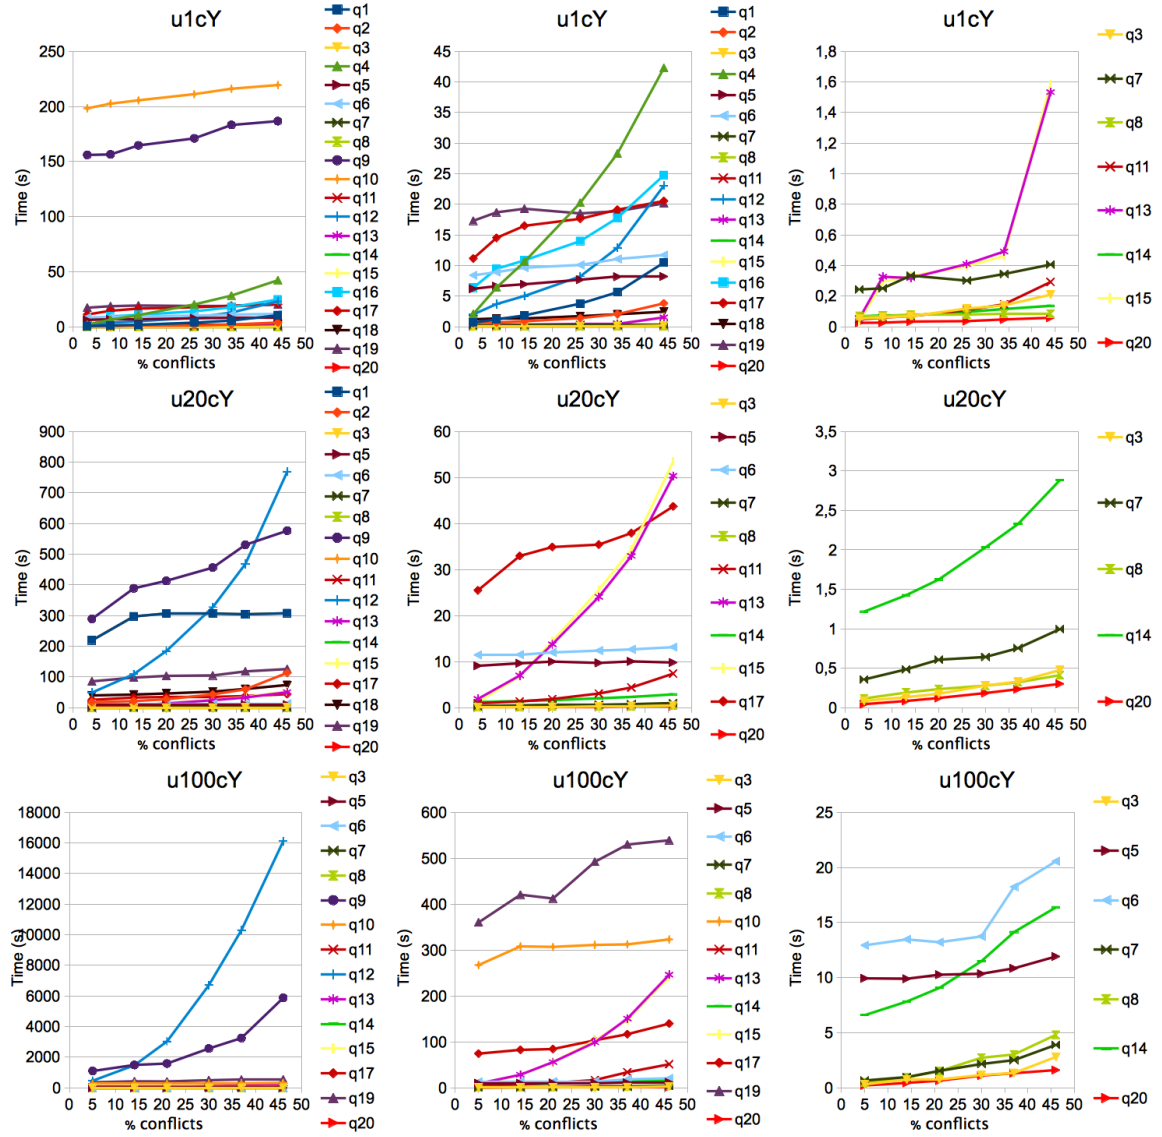 u1cY
Time (s)
250
200
150
100
50
0
0 5 10 15 20 25 30 35 40 45 50
% conflicts
q1
q2
q3
q4
q5
q6
q7
q8
q9
q10
q11
q12
q13
q14
q15
q16
q17
q18
q19
q20
u1cY
Time (s)
45
40
35
30
25
20
15
10
5
0
0 5 10 15 20 25 30 35 40 45 50
% conflicts
q1
q2
q3
q4
q5
q6
q7
q8
q11
q12
q13
q14
q15
q16
q17
q18
q19
q20
u1cY
Time (s)
1,8
1,6
1,4
1,2
1
0,8
0,6
0,4
0,2
0
0 5 10 15 20 25 30 35 40 45 50
% conflicts
q3
q7
q8
q11
q13
q14
q15
q20
u20cY
Time (s)
900
800
700
600
500
400
300
200
100
0
0 5 10 15 20 25 30 35 40 45 50
% conflicts
q1
q2
q3
q5
q6
q7
q8
q9
q10
q11
q12
q13
q14
q15
q17
q18
q19
q20
u20cY
Time (s)
60
50
40
30
20
10
0
0 5 10 15 20 25 30 35 40 45 50
% conflicts
q3
q5
q6
q7
q8
q11
q13
q14
q15
q17
q20
u20cY
Time (s)
3,5
3
2,5
2
1,5
1
0,5
0
0 5 10 15 20 25 30 35 40 45 50
% conflicts
q3
q7
q8
q14
q20
u100cY
Time (s)
18000
16000
14000
12000
10000
8000
6000
4000
2000
0
0 5 10 15 20 25 30 35 40 45 50
% conflicts
q3
q5
q6
q7
q8
q9
q10
q11
q12
q13
q14
q15
q17
q19
q20
u100cY
Time (s)
600
500
400
300
200
100
0
0 5 10 15 20 25 30 35 40 45 50
% conflicts
q3
q5
q6
q7
q8
q10
q11
q13
q14
q15
q17
q19
q20
u100cY
Time (s)
25
20
15
10
5
0
0 5 10 15 20 25 30 35 40 45 50
% conflicts
q3
q5
q6
q7
q8
q14
q20